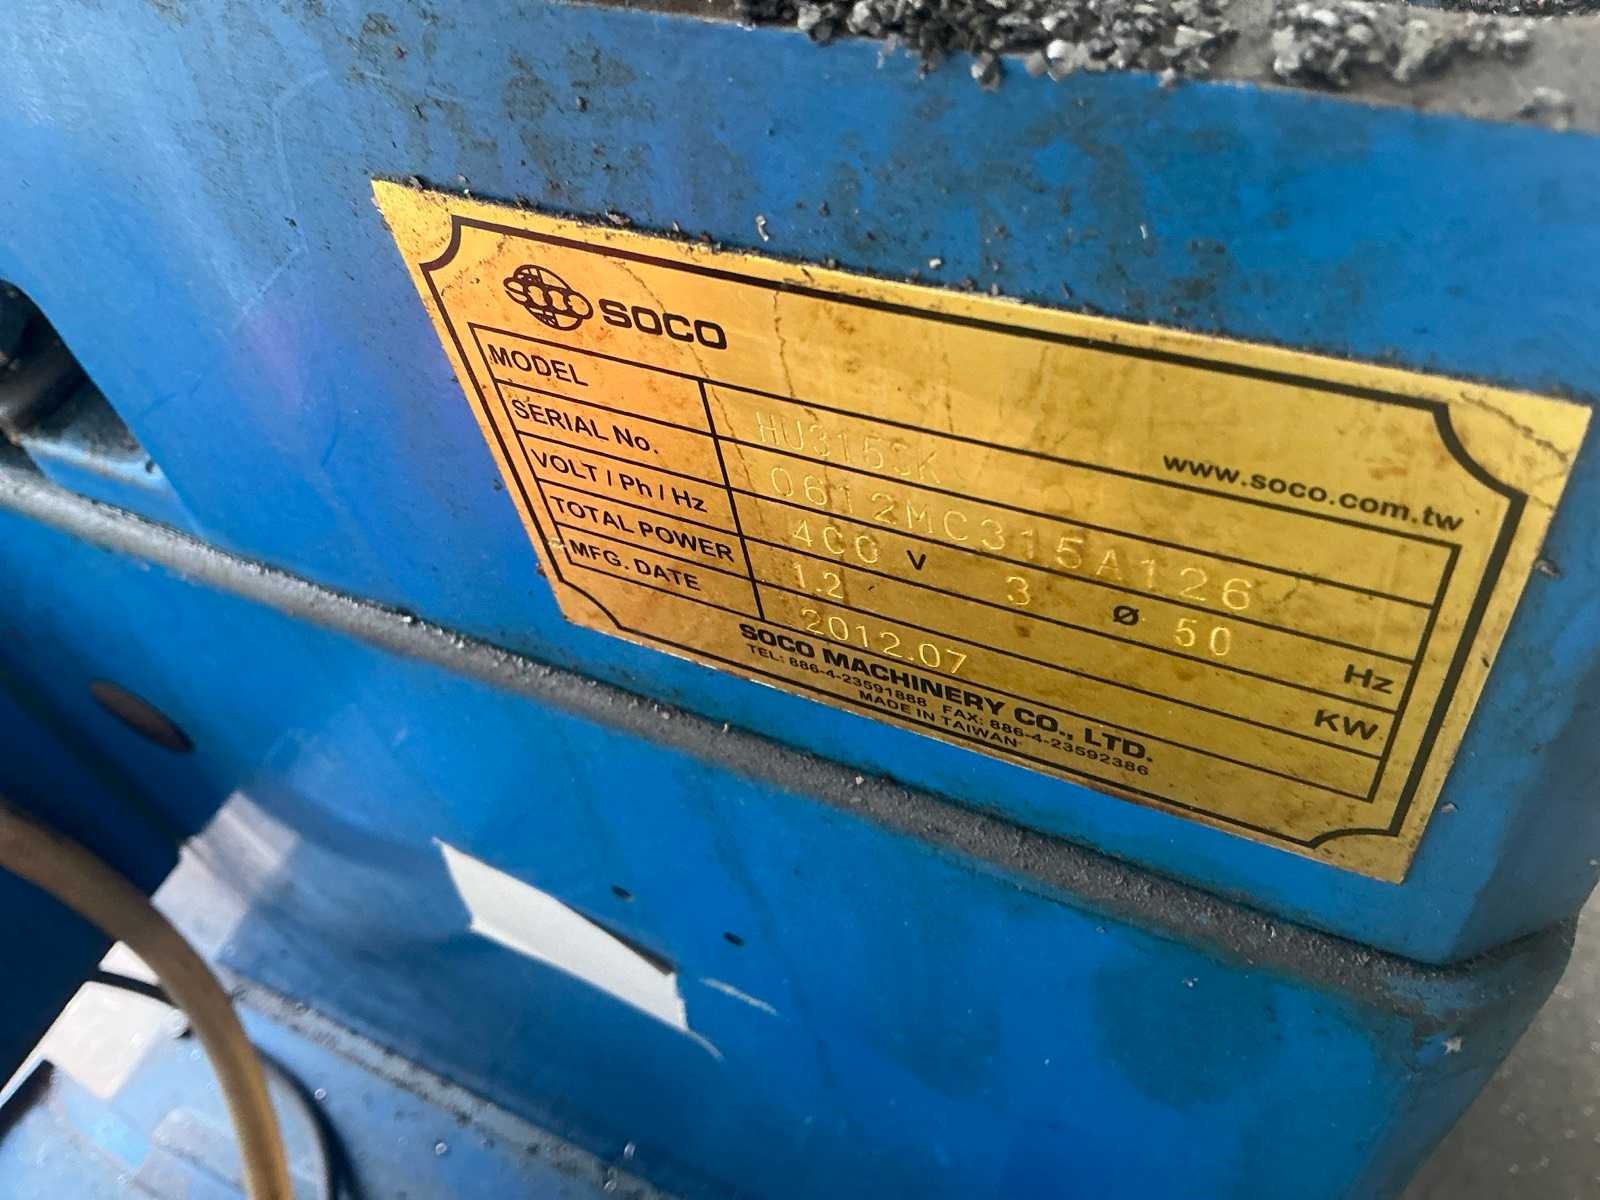 SOCO SOCO
www.soco.com.tw
MODEL HU315SK
SERIAL No. 0612MC315A126
VOLT / Ph / Hz 400 V 3 Ø 50 Hz
TOTAL POWER 1.2 KW
MFG. DATE 2012.07
SOCO MACHINERY CO., LTD.
TEL: 886-4-23591888 FAX: 886-4-23592386
MADE IN TAIWAN